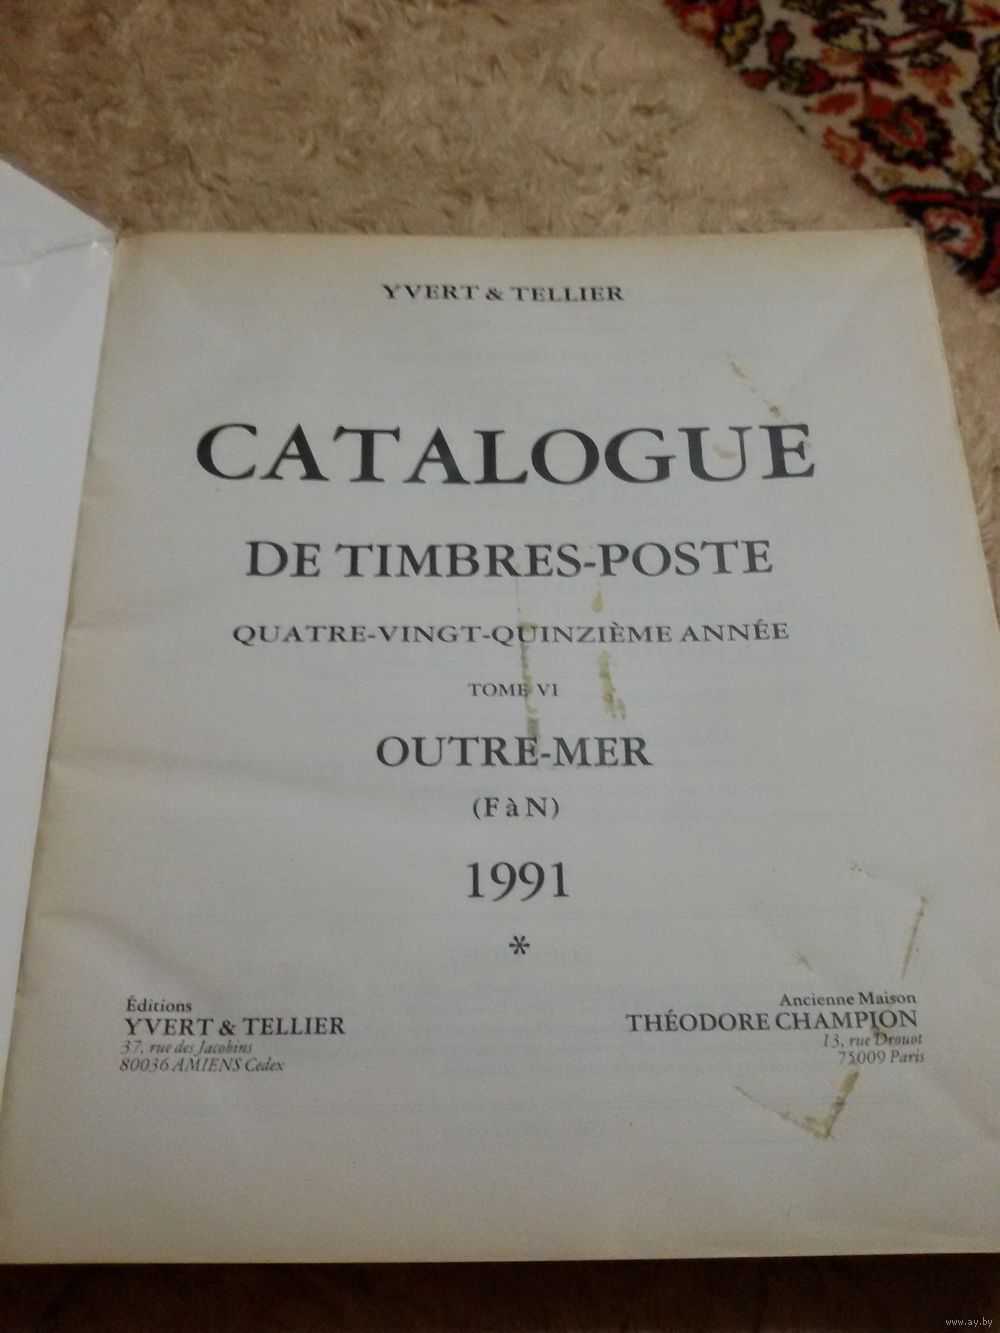 YVERT & TELLIER
CATALOGUE
DE TIMBRES-POSTE
QUATRE-VINGT-QUINZIÈME ANNÉE
TOME VI
OUTRE-MER
(F à N)
1991
*
Éditions
YVERT & TELLIER
37, rue des Jacobins
80036 AMIENS Cedex
Ancienne Maison
THÉODORE CHAMPION
13, rue Drouot
75009 Paris
www.ay.by